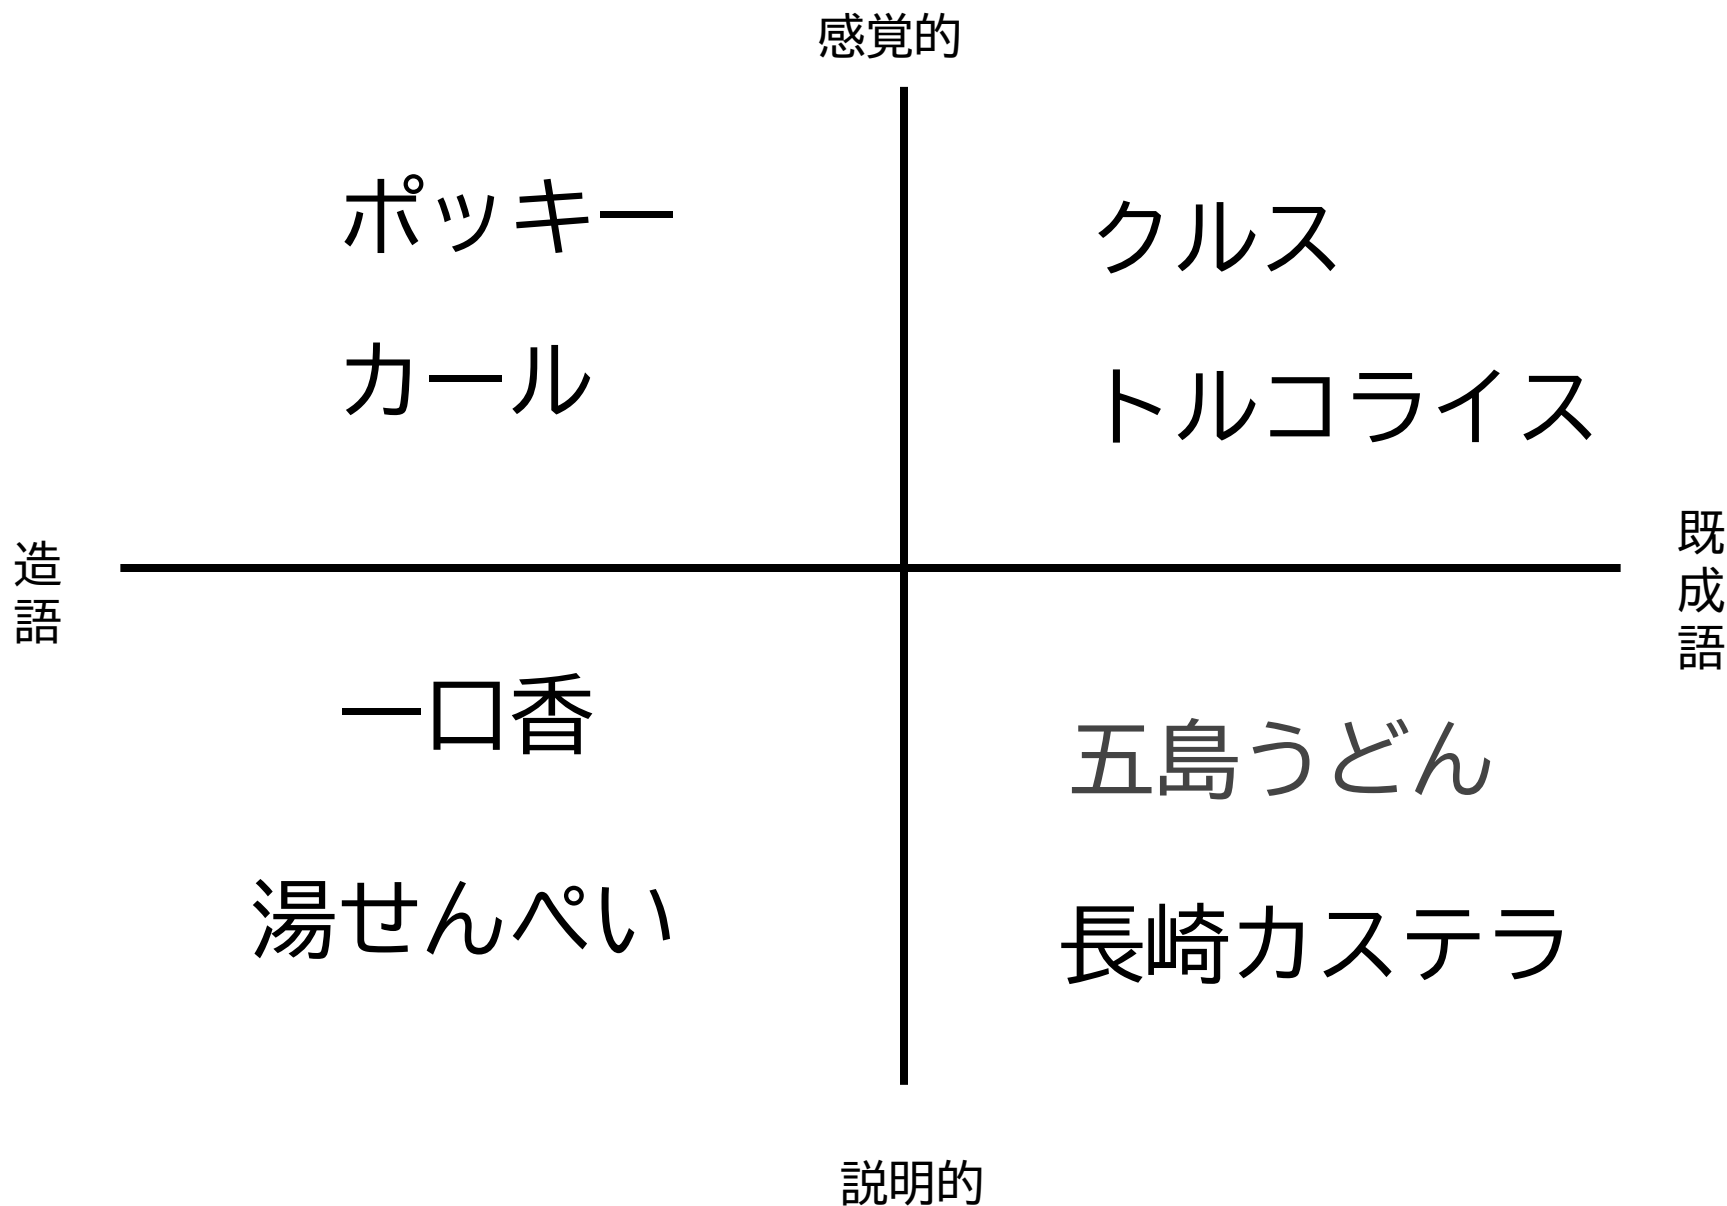 感覚的
ポッキー
カール
クルス
トルコライス
造語
既成語
一口香
湯せんぺい
五島うどん
長崎カステラ
説明的